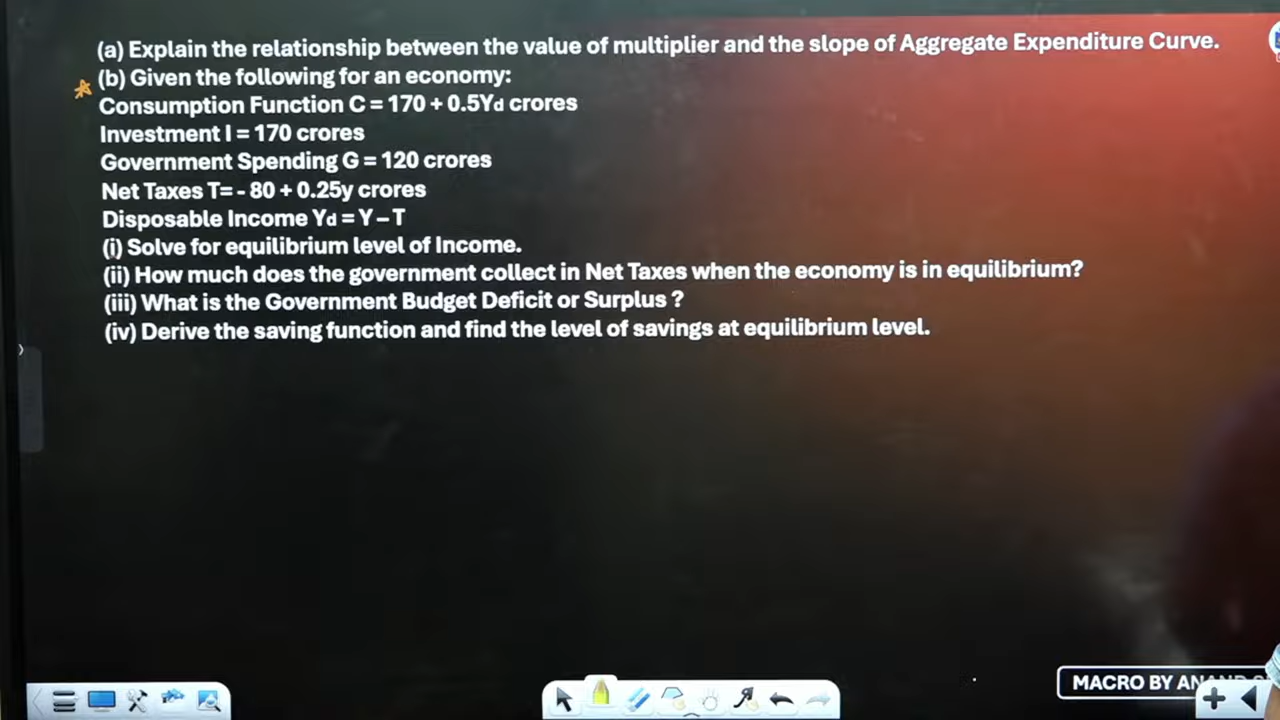 (a) Explain the relationship between the value of multiplier and the slope of Aggregate Expenditure Curve.
(b) Given the following for an economy:
Consumption Function C = 170 + 0.5Yd crores
Investment I = 170 crores
Government Spending G = 120 crores
Net Taxes T= - 80 + 0.25y crores
Disposable Income Yd = Y – T
(i) Solve for equilibrium level of Income.
(ii) How much does the government collect in Net Taxes when the economy is in equilibrium?
(iii) What is the Government Budget Deficit or Surplus ?
(iv) Derive the saving function and find the level of savings at equilibrium level.
MACRO BY